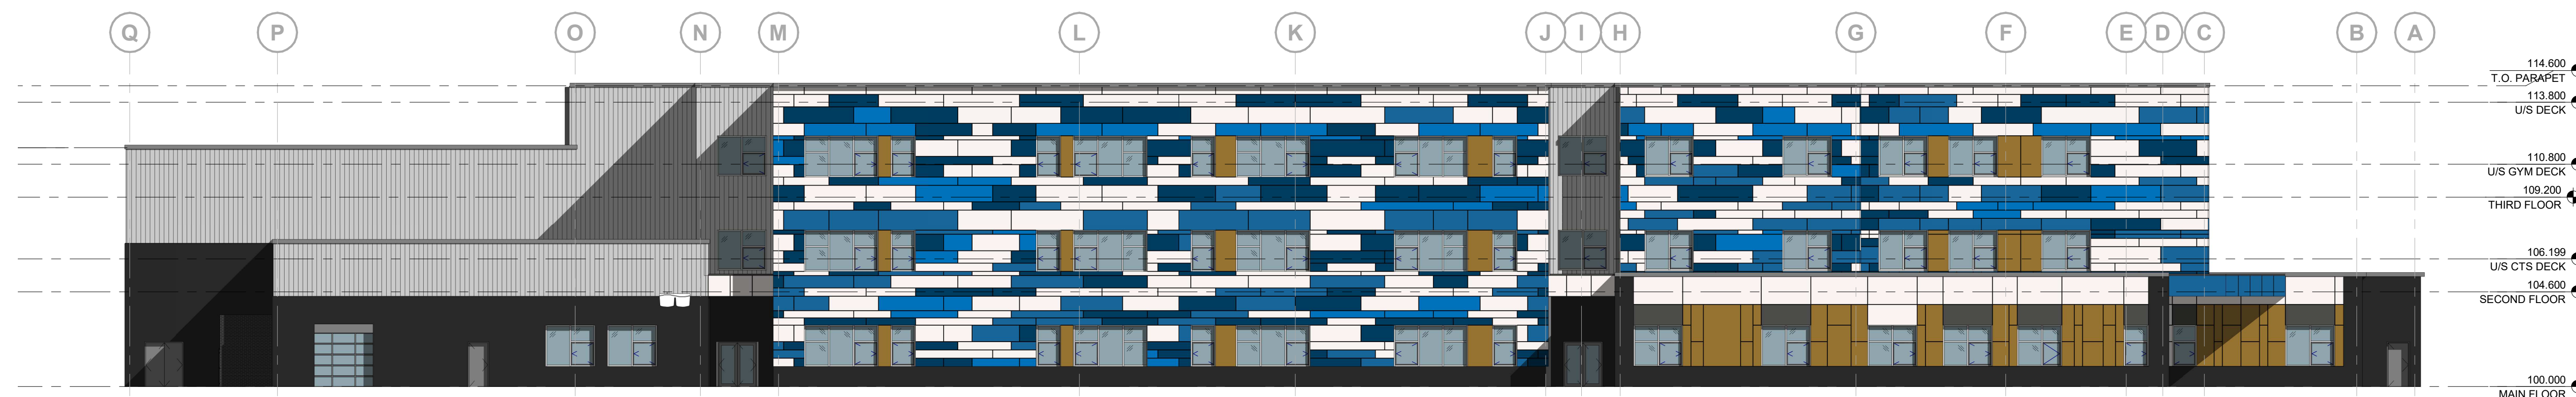 Q P O N M L K J I H G F E D C B A
114.600
T.O. PARAPET
113.800
U/S DECK
110.800
U/S GYM DECK
109.200
THIRD FLOOR
106.199
U/S CTS DECK
104.600
SECOND FLOOR
100.000
MAIN FLOOR